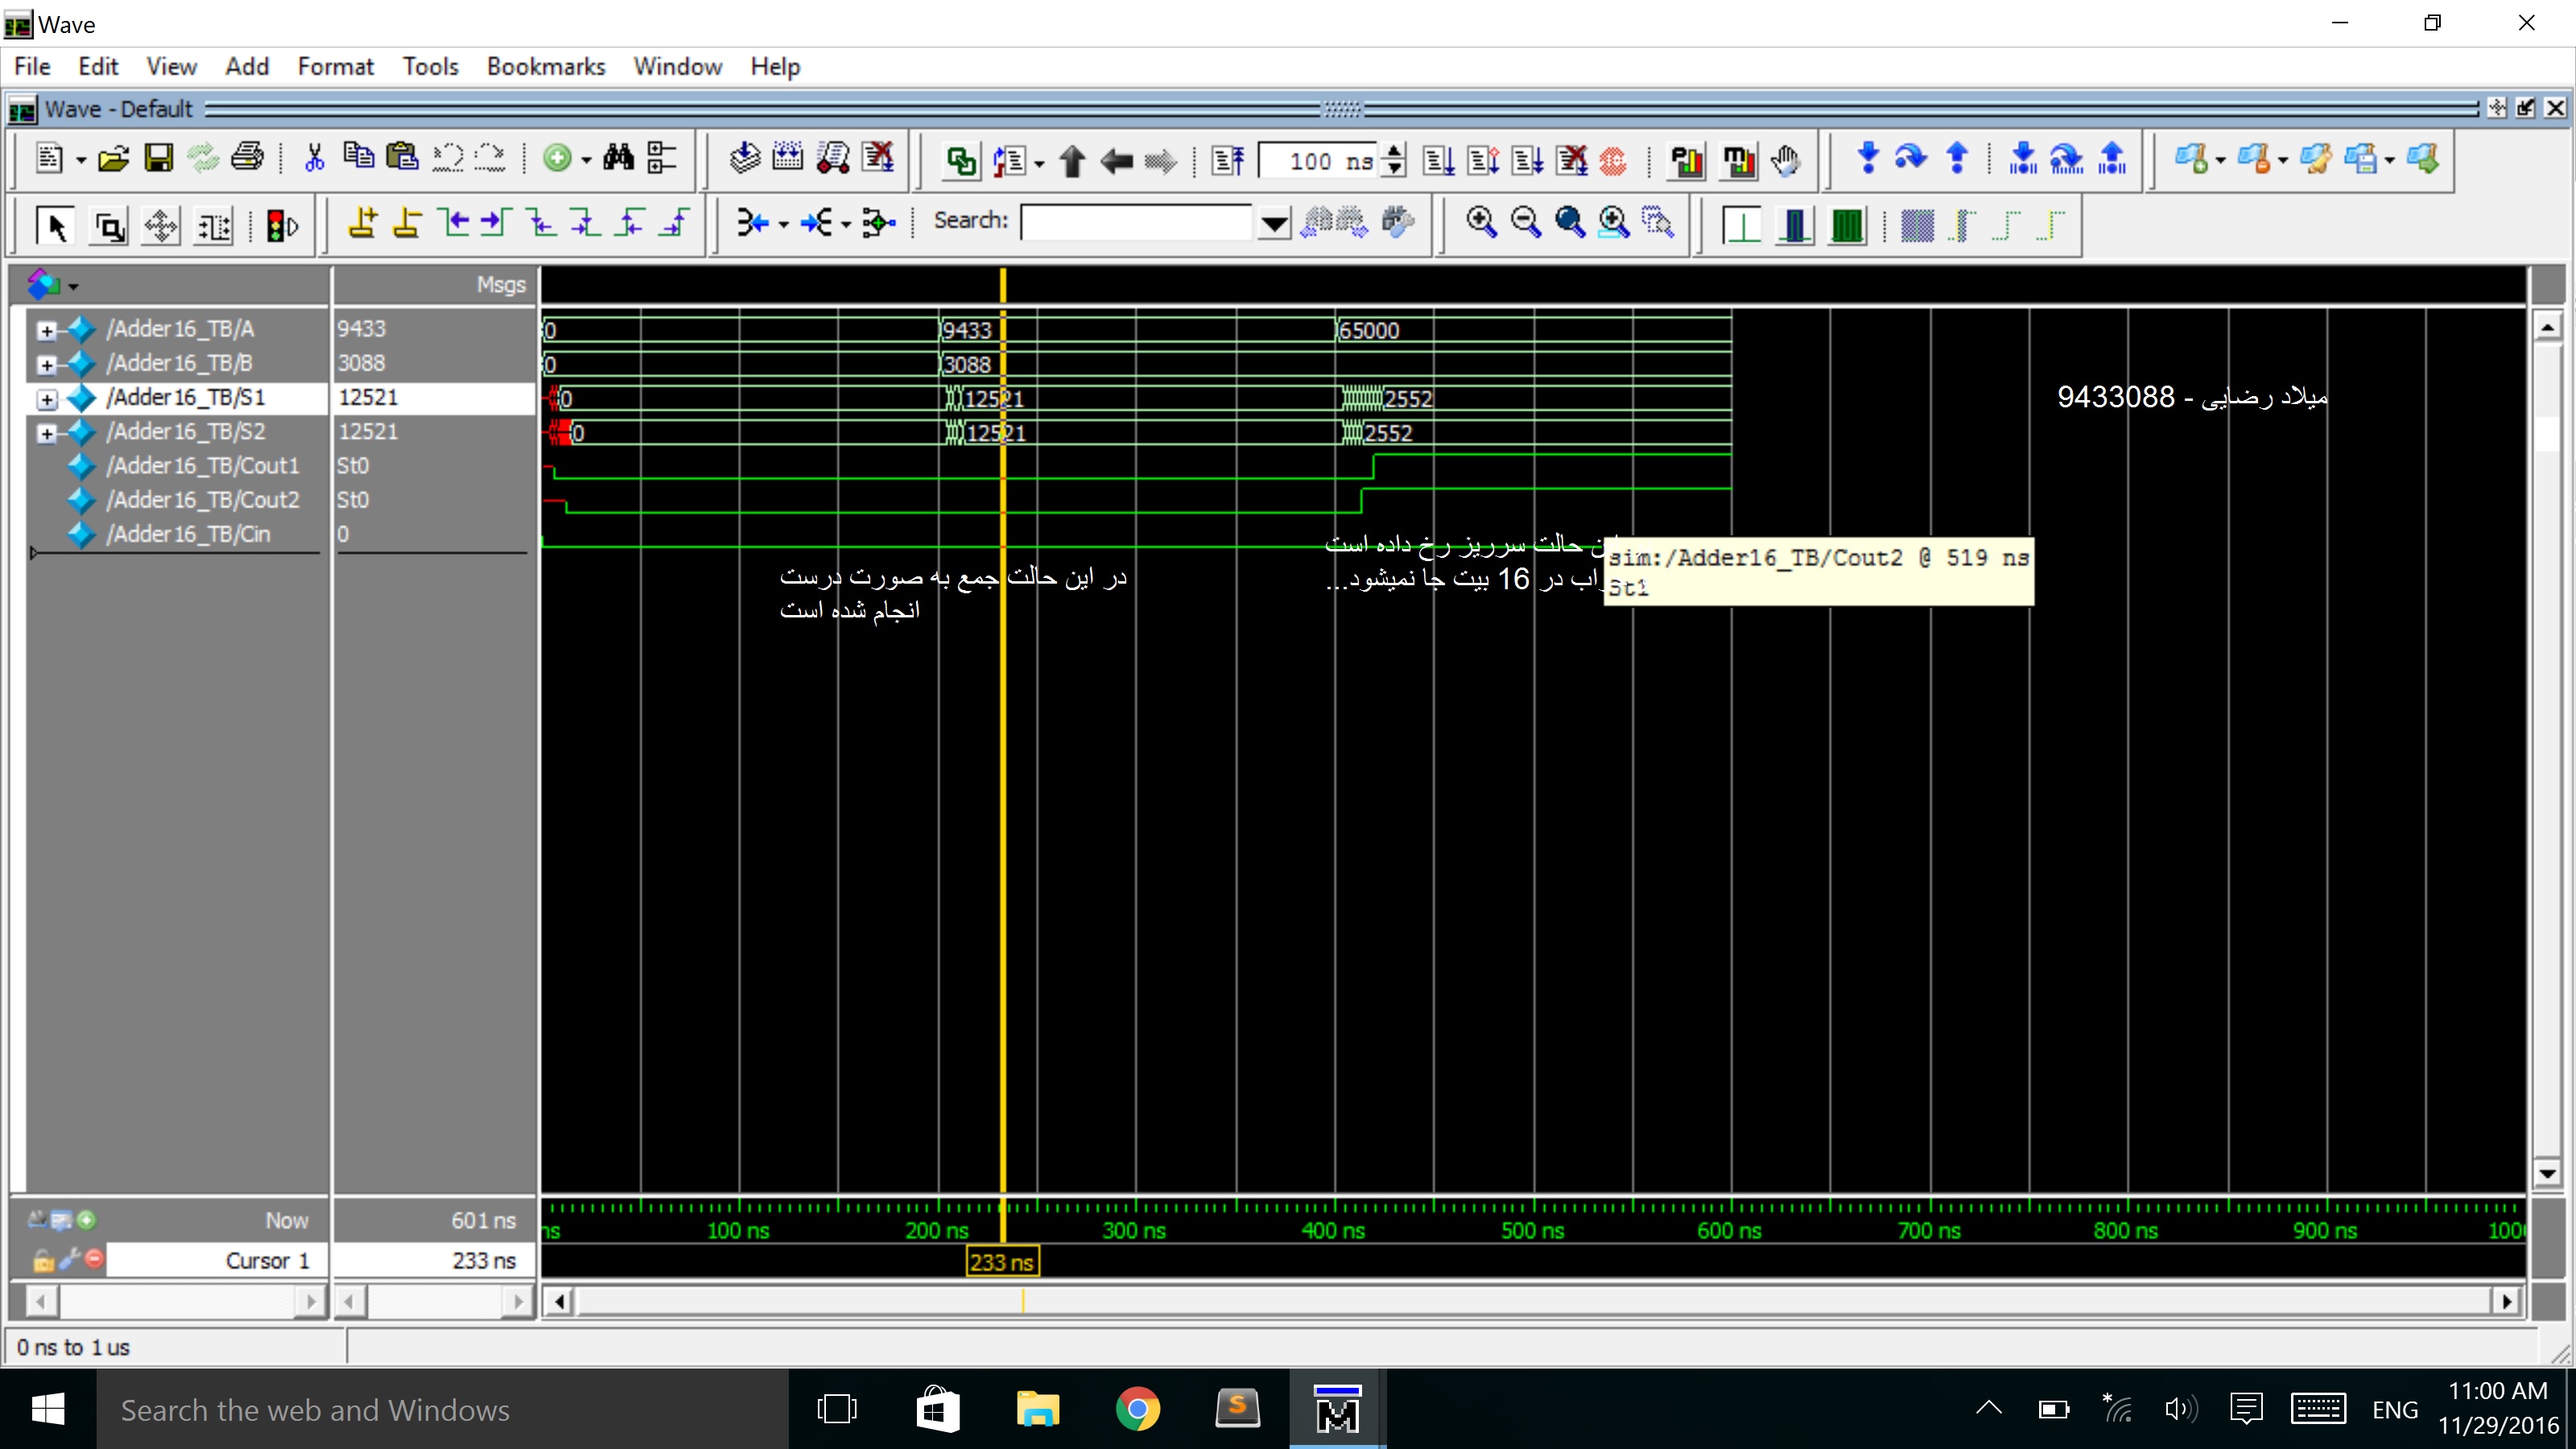 Wave
File Edit View Add Format Tools Bookmarks Window Help
Wave - Default
100 ns
Search:
Msgs
/Adder16_TB/A 9433 0 9433 65000
/Adder16_TB/B 3088 0 3088
/Adder16_TB/S1 12521 0 12521 2552
میلاد رضایی - 9433088
/Adder16_TB/S2 12521 0 12521 2552
/Adder16_TB/Cout1 St0
/Adder16_TB/Cout2 St0
/Adder16_TB/Cin 0
حالت سرریز رخ داده است
در 16 بیت جا نمیشود...
sim:/Adder16_TB/Cout2 @ 519 ns
St1
در این حالت جمع به صورت درست
انجام شده است
Now 601 ns
ns 100 ns 200 ns 300 ns 400 ns 500 ns 600 ns 700 ns 800 ns 900 ns 100
Cursor 1 233 ns 233 ns
0 ns to 1 us
Search the web and Windows
ENG
11:00 AM
11/29/2016